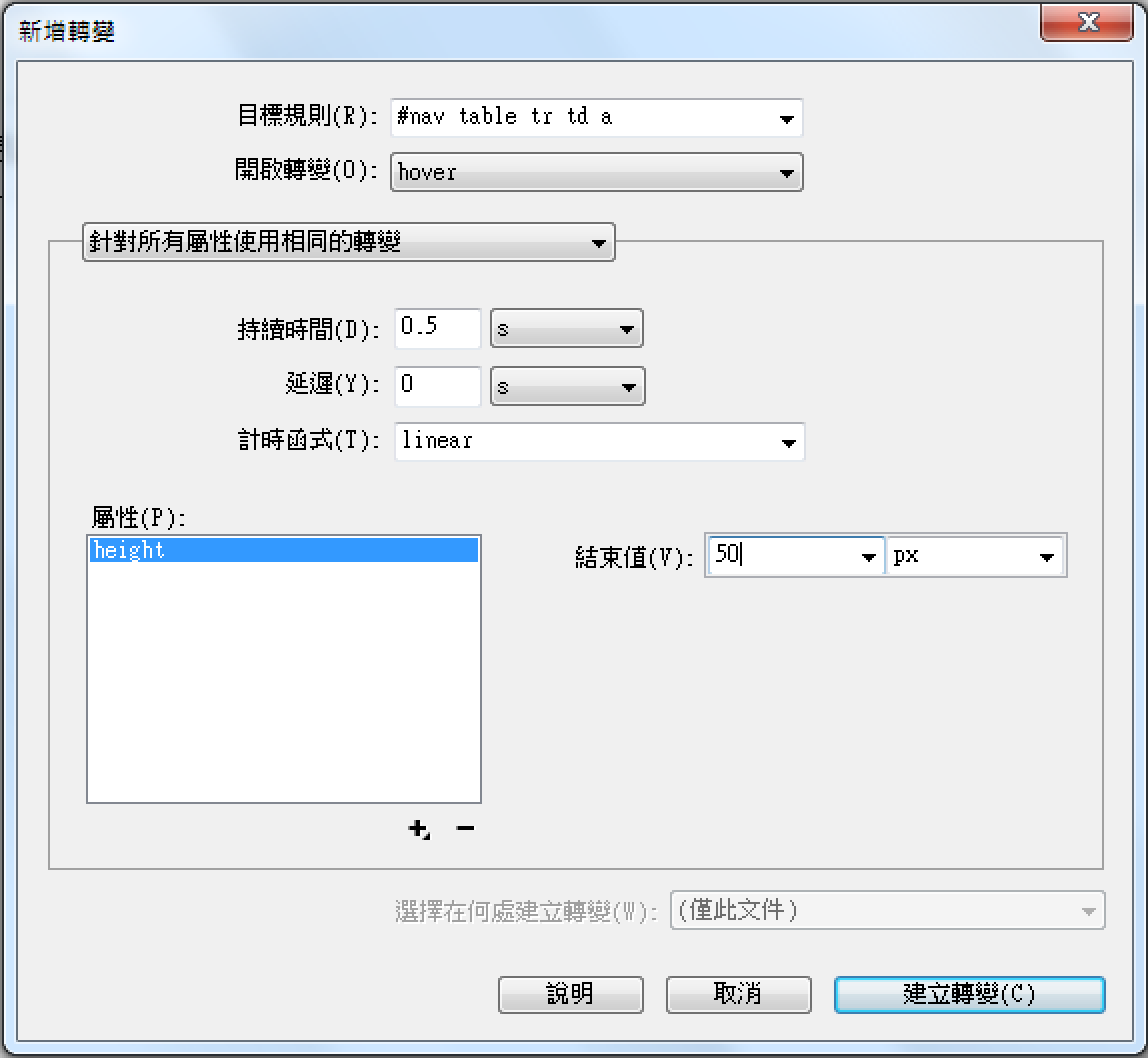 新增轉變
目標規則(R): #nav table tr td a
開啟轉變(O): hover
針對所有屬性使用相同的轉變
持續時間(D): 0.5 s
延遲(Y): 0 s
計時函式(T): linear
屬性(P):
height
結束值(V): 50 px
選擇在何處建立轉變(W): (僅此文件)
說明 取消 建立轉變(C)